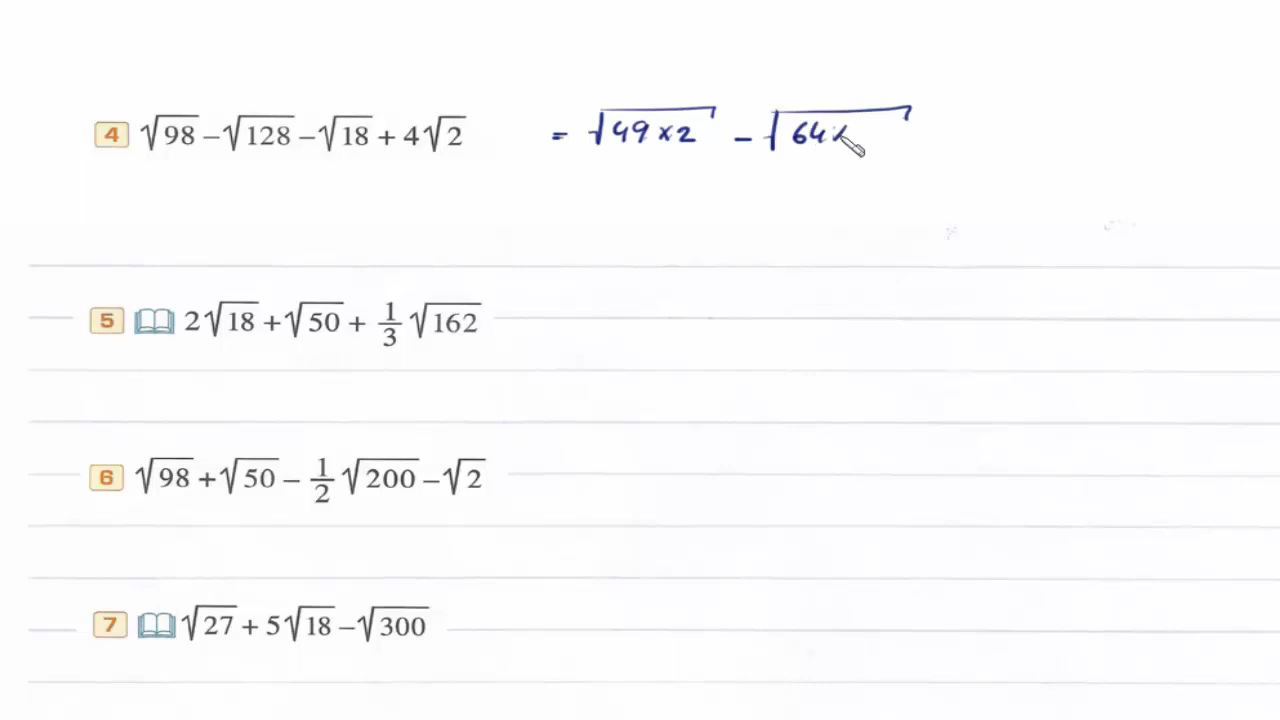 4 √98 − √128 − √18 + 4√2 = √49×2 − √64×
5 2√18 + √50 + 1/3 √162
6 √98 + √50 − 1/2 √200 − √2
7 √27 + 5√18 − √300